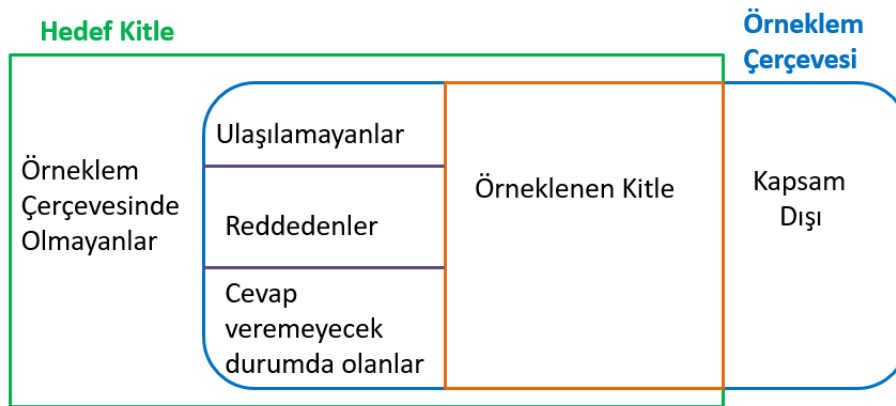 Hedef Kitle
Örneklem
Çerçevesi
Örneklem
Çerçevesinde
Olmayanlar
Ulaşılamayanlar
Reddedenler
Cevap
veremeyecek
durumda olanlar
Örneklenen Kitle
Kapsam
Dışı